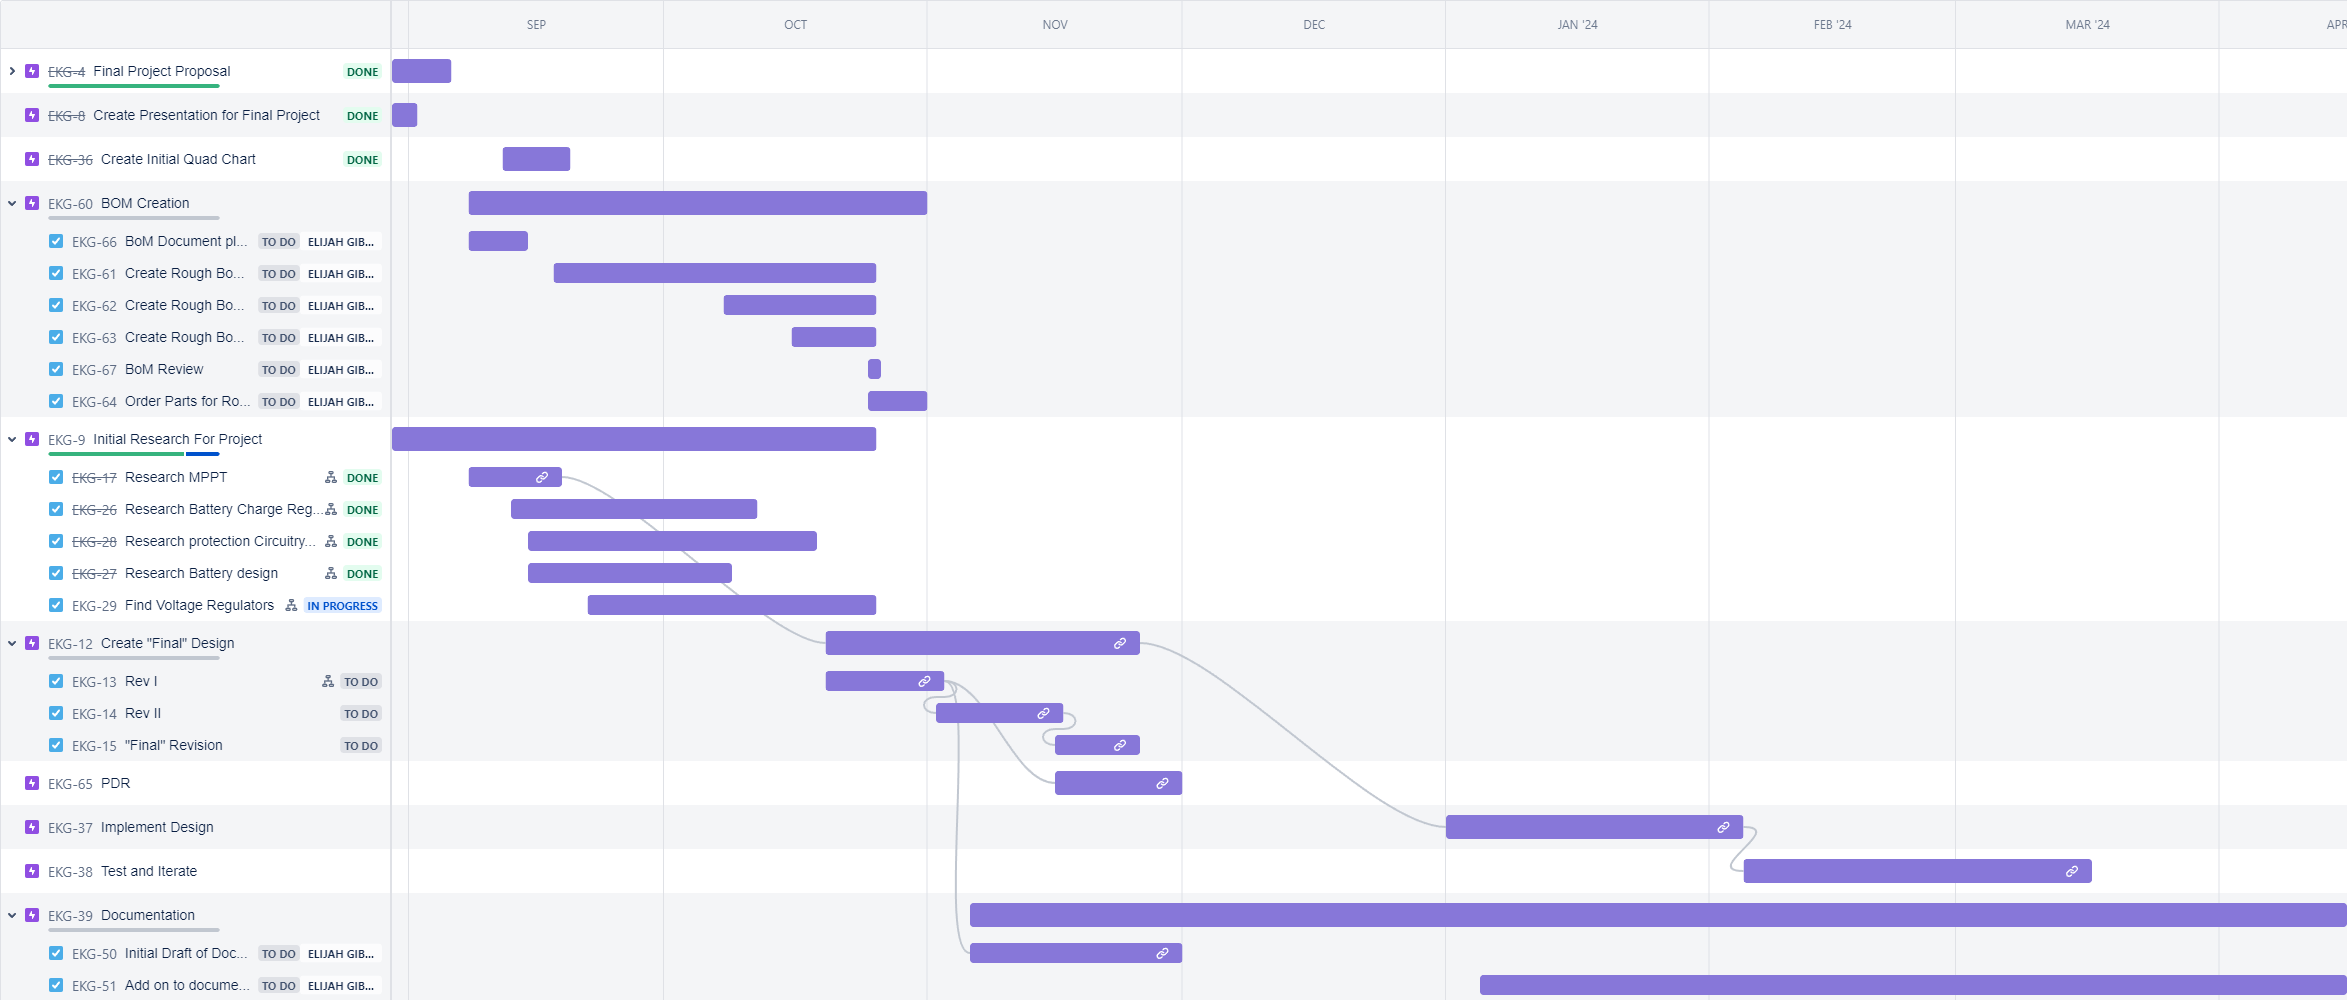 SEP OCT NOV DEC JAN '24 FEB '24 MAR '24 APR
EKG-4 Final Project Proposal DONE
EKG-8 Create Presentation for Final Project DONE
EKG-36 Create Initial Quad Chart DONE
EKG-60 BOM Creation
EKG-66 BoM Document pl... TO DO ELIJAH GIB...
EKG-61 Create Rough Bo... TO DO ELIJAH GIB...
EKG-62 Create Rough Bo... TO DO ELIJAH GIB...
EKG-63 Create Rough Bo... TO DO ELIJAH GIB...
EKG-67 BoM Review TO DO ELIJAH GIB...
EKG-64 Order Parts for Ro... TO DO ELIJAH GIB...
EKG-9 Initial Research For Project
EKG-17 Research MPPT DONE
EKG-26 Research Battery Charge Reg... DONE
EKG-28 Research protection Circuitry... DONE
EKG-27 Research Battery design DONE
EKG-29 Find Voltage Regulators IN PROGRESS
EKG-12 Create "Final" Design
EKG-13 Rev I TO DO
EKG-14 Rev II TO DO
EKG-15 "Final" Revision TO DO
EKG-65 PDR
EKG-37 Implement Design
EKG-38 Test and Iterate
EKG-39 Documentation
EKG-50 Initial Draft of Doc... TO DO ELIJAH GIB...
EKG-51 Add on to docume... TO DO ELIJAH GIB...